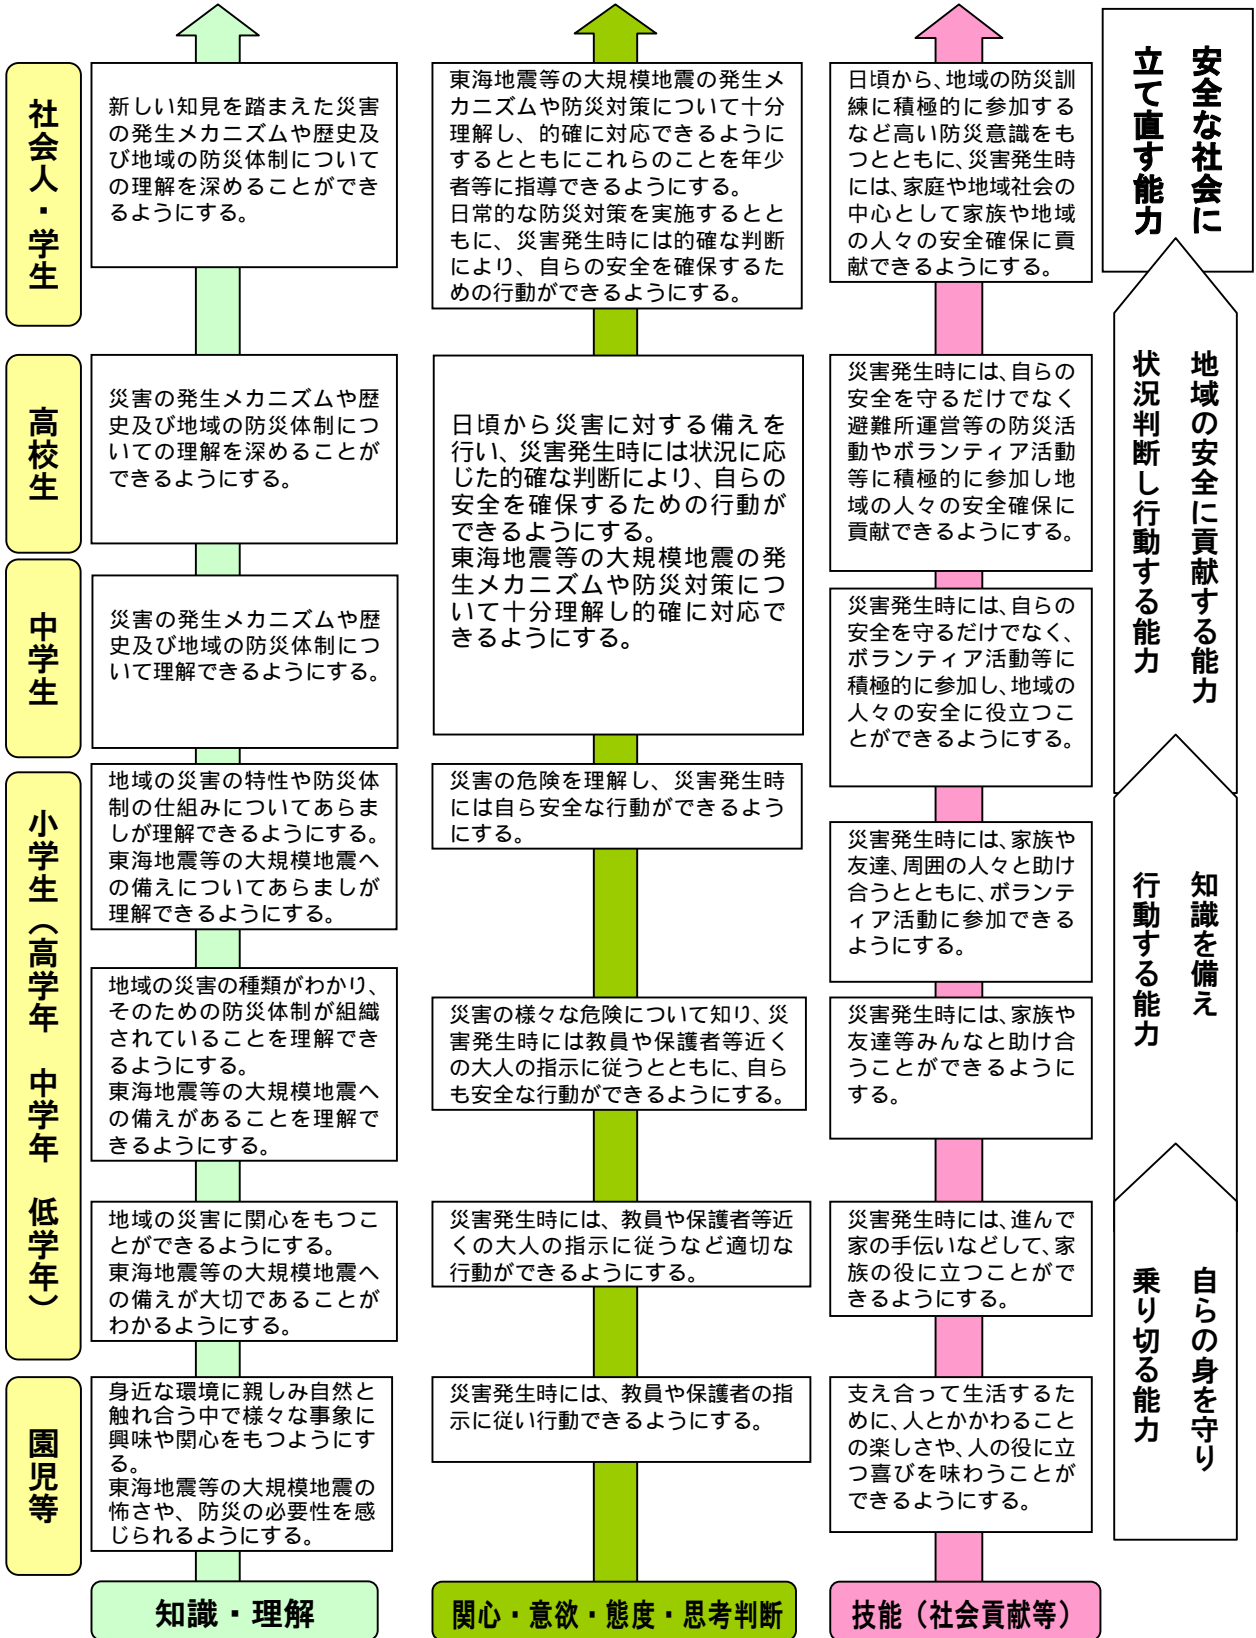 社会人・学生
新しい知見を踏まえた災害
の発生メカニズムや歴史及
び地域の防災体制について
の理解を深めることができ
るようにする。
東海地震等の大規模地震の発生メ
カニズムや防災対策について十分
理解し、的確に対応できるように
するとともにこれらのことを年少
者等に指導できるようにする。
日常的な防災対策を実施するとと
もに、災害発生時には的確な判断
により、自らの安全を確保するた
めの行動ができるようにする。
日頃から、地域の防災訓
練に積極的に参加する
など高い防災意識をも
つとともに、災害発生時
には、家庭や地域社会の
中心として家族や地域
の人々の安全確保に貢
献できるようにする。
安全な社会に
立て直す能力
高校生
災害の発生メカニズムや歴
史及び地域の防災体制につ
いての理解を深めることが
できるようにする。
日頃から災害に対する備えを
行い、災害発生時には状況に応
じた的確な判断により、自らの
安全を確保するための行動が
できるようにする。
東海地震等の大規模地震の発
生メカニズムや防災対策につ
いて十分理解し的確に対応で
きるようにする。
災害発生時には、自らの
安全を守るだけでなく
避難所運営等の防災活
動やボランティア活動
等に積極的に参加し地
域の人々の安全確保に
貢献できるようにする。
地域の安全に貢献する能力
状況判断し行動する能力
中学生
災害の発生メカニズムや歴
史及び地域の防災体制につ
いて理解できるようにする。
災害発生時には、自らの
安全を守るだけでなく、
ボランティア活動等に
積極的に参加し、地域の
人々の安全に役立つこ
とができるようにする。
小学生（高学年 中学年 低学年）
地域の災害の特性や防災体
制の仕組みについてあらま
しが理解できるようにする。
東海地震等の大規模地震へ
の備えについてあらましが
理解できるようにする。
災害の危険を理解し、災害発生時
には自ら安全な行動ができるよう
にする。
災害発生時には、家族や
友達、周囲の人々と助け
合うとともに、ボランテ
ィア活動に参加できる
ようにする。
知識を備え
行動する能力
地域の災害の種類がわかり、
そのための防災体制が組織
されていることを理解でき
るようにする。
東海地震等の大規模地震へ
の備えがあることを理解で
きるようにする。
災害の様々な危険について知り、災
害発生時には教員や保護者等近く
の大人の指示に従うとともに、自ら
も安全な行動ができるようにする。
災害発生時には、家族や
友達等みんなと助け合
うことができるように
する。
地域の災害に関心をもつこ
とができるようにする。
東海地震等の大規模地震へ
の備えが大切であることが
わかるようにする。
災害発生時には、教員や保護者等近
くの大人の指示に従うなど適切な
行動ができるようにする。
災害発生時には、進んで
家の手伝いなどして、家
族の役に立つことがで
きるようにする。
自らの身を守り
乗り切る能力
園児等
身近な環境に親しみ自然と
触れ合う中で様々な事象に
興味や関心をもつようにす
る。
東海地震等の大規模地震の
怖さや、防災の必要性を感
じられるようにする。
災害発生時には、教員や保護者の指
示に従い行動できるようにする。
支え合って生活するた
めに、人とかかわること
の楽しさや、人の役に立
つ喜びを味わうことが
できるようにする。
知識・理解
関心・意欲・態度・思考判断
技能（社会貢献等）